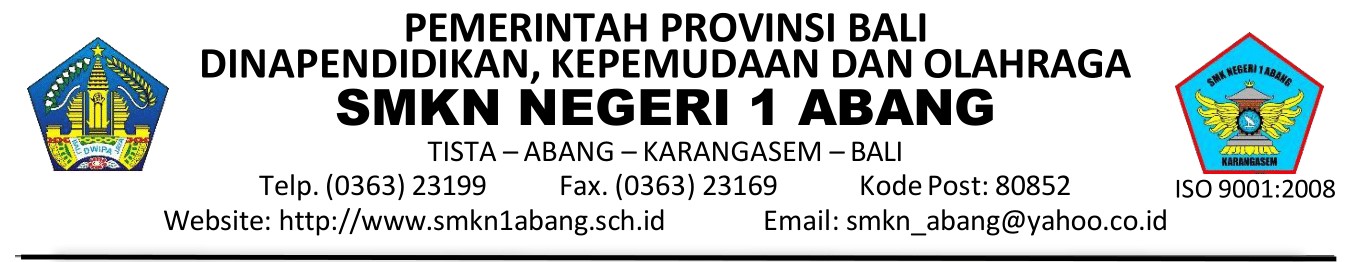 PEMERINTAH PROVINSI BALI
DINAPENDIDIKAN, KEPEMUDAAN DAN OLAHRAGA
SMKN NEGERI 1 ABANG
TISTA – ABANG – KARANGASEM – BALI
Telp. (0363) 23199 Fax. (0363) 23169 Kode Post: 80852
Website: http://www.smkn1abang.sch.id Email: smkn_abang@yahoo.co.id
BALI DWIPA JAYA
SMK NEGERI 1 ABANG
KARANGASEM
ISO 9001:2008